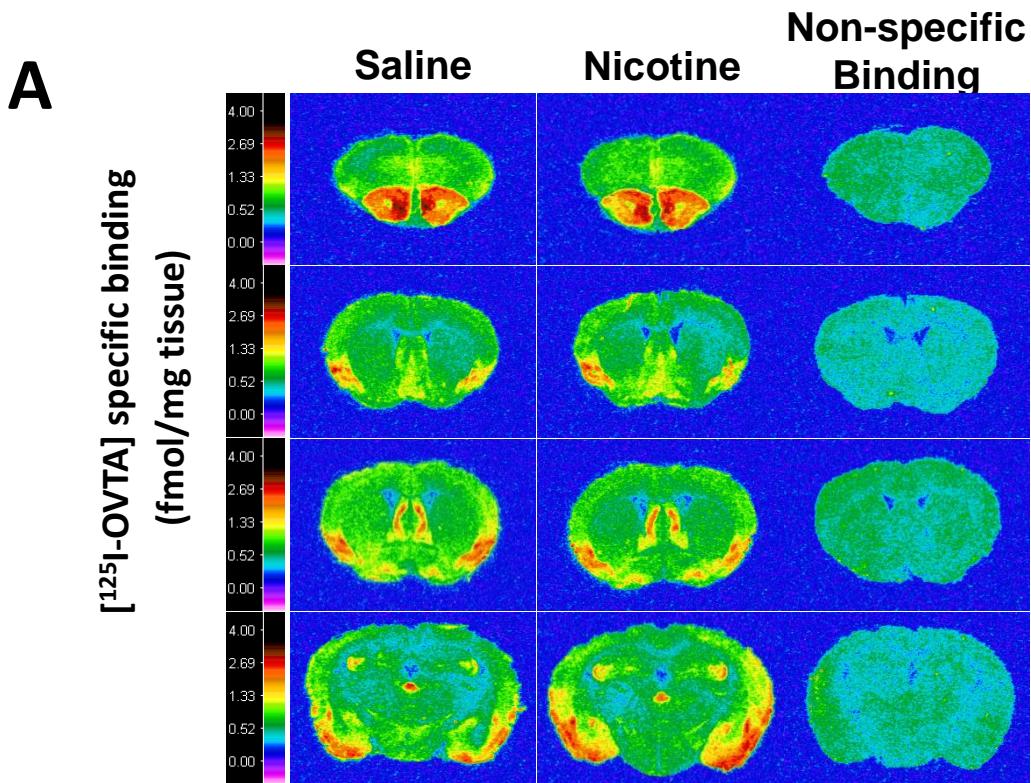 A
Saline
Nicotine
Non-specific
Binding
[¹²⁵I-OVTA] specific binding
(fmol/mg tissue)
4.00
2.69
1.33
0.52
0.00
4.00
2.69
1.33
0.52
0.00
4.00
2.69
1.33
0.52
0.00
4.00
2.69
1.33
0.52
0.00